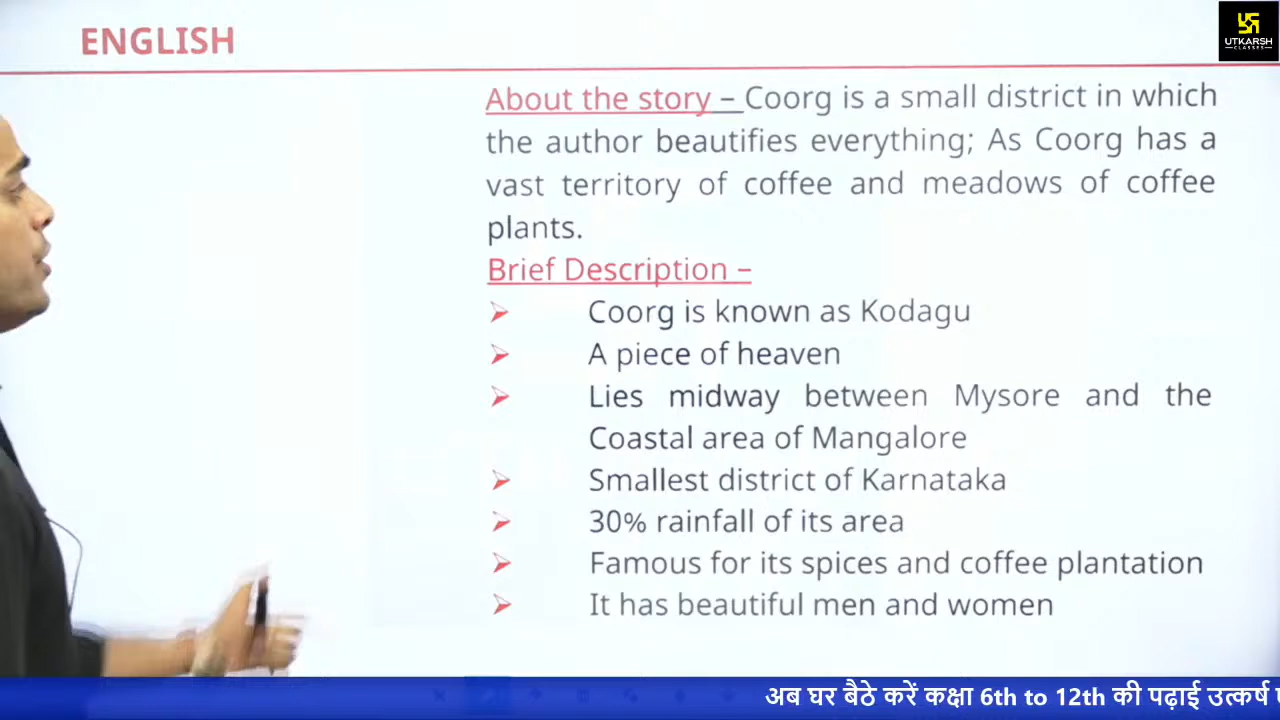 ENGLISH
UTKARSH
CLASSES
About the story – Coorg is a small district in which
the author beautifies everything; As Coorg has a
vast territory of coffee and meadows of coffee
plants.
Brief Description –
➢ Coorg is known as Kodagu
➢ A piece of heaven
➢ Lies midway between Mysore and the
Coastal area of Mangalore
➢ Smallest district of Karnataka
➢ 30% rainfall of its area
➢ Famous for its spices and coffee plantation
➢ It has beautiful men and women
अब घर बैठे करें कक्षा 6th to 12th की पढ़ाई उत्कर्ष